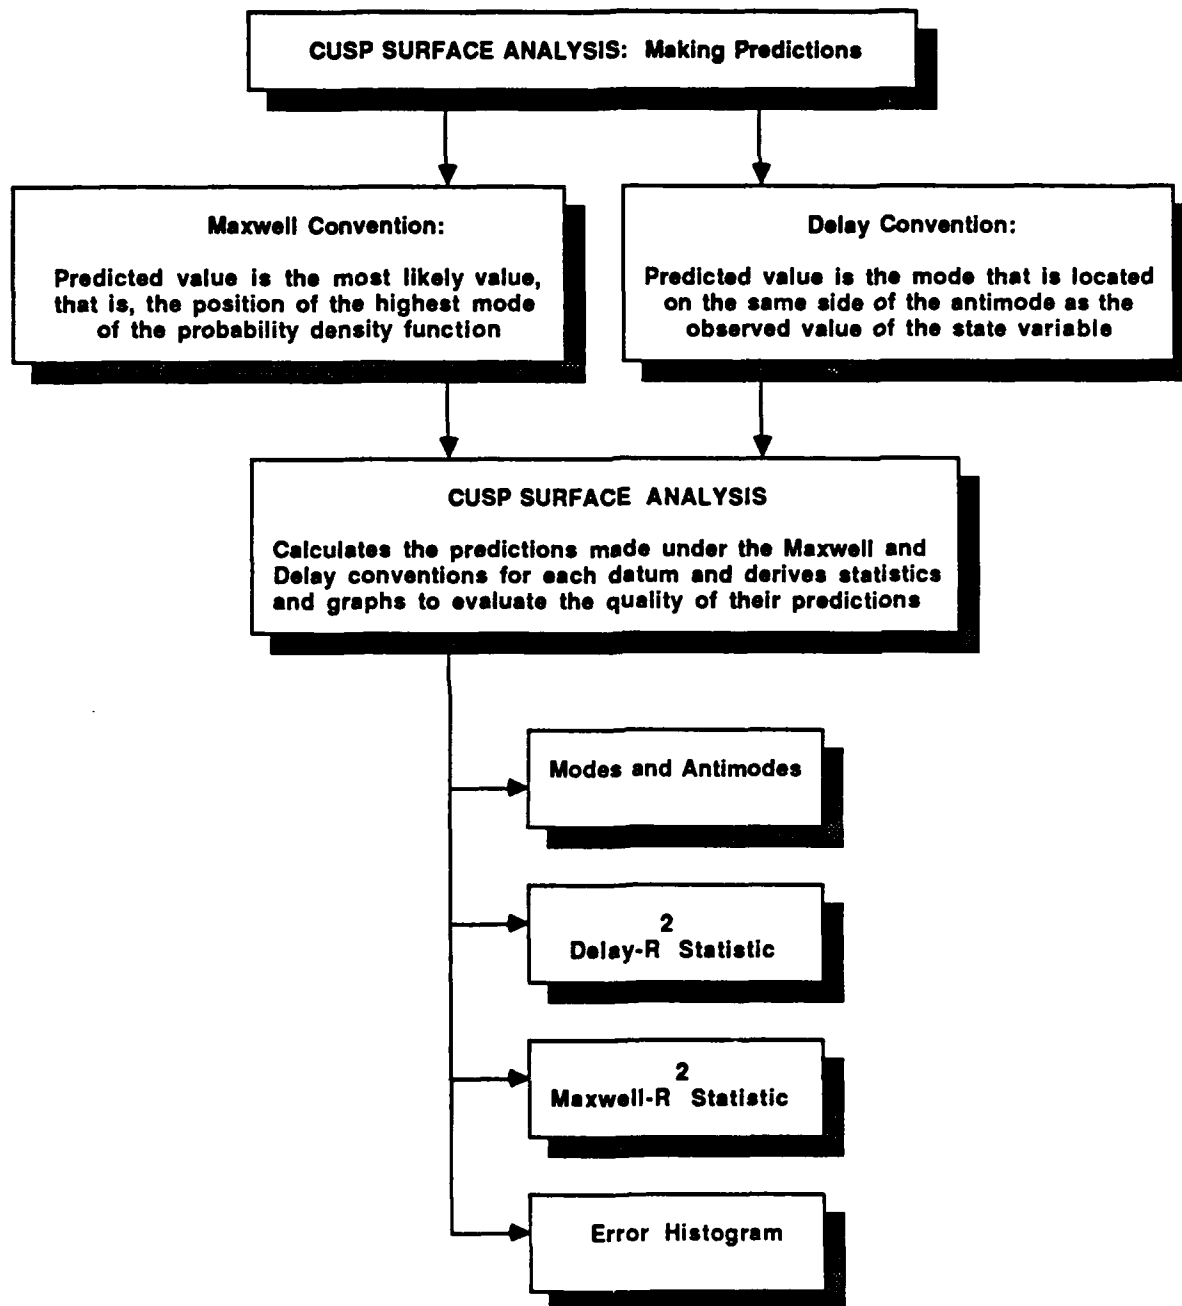 CUSP SURFACE ANALYSIS: Making Predictions
Maxwell Convention:
Predicted value is the most likely value,
that is, the position of the highest mode
of the probability density function
Delay Convention:
Predicted value is the mode that is located
on the same side of the antimode as the
observed value of the state variable
CUSP SURFACE ANALYSIS
Calculates the predictions made under the Maxwell and
Delay conventions for each datum and derives statistics
and graphs to evaluate the quality of their predictions
Modes and Antimodes
2
Delay-R Statistic
2
Maxwell-R Statistic
Error Histogram